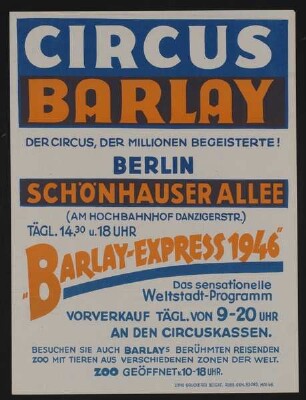 CIRCUS
BARLAY
DER CIRCUS, DER MILLIONEN BEGEISTERTE!
BERLIN
SCHÖNHAUSER ALLEE
(AM HOCHBAHNHOF DANZIGERSTR.)
TÄGL. 14,30 u. 18 UHR
"BARLAY-EXPRESS 1946"
Das sensationelle
Weltstadt-Programm
VORVERKAUF TÄGL. VON 9-20 UHR
AN DEN CIRCUSKASSEN.
BESUCHEN SIE AUCH BARLAYS BERÜHMTEN REISENDEN
ZOO MIT TIEREN AUS VERSCHIEDENEN ZONEN DER WELT.
ZOO GEÖFFNET v. 10-18 UHR.